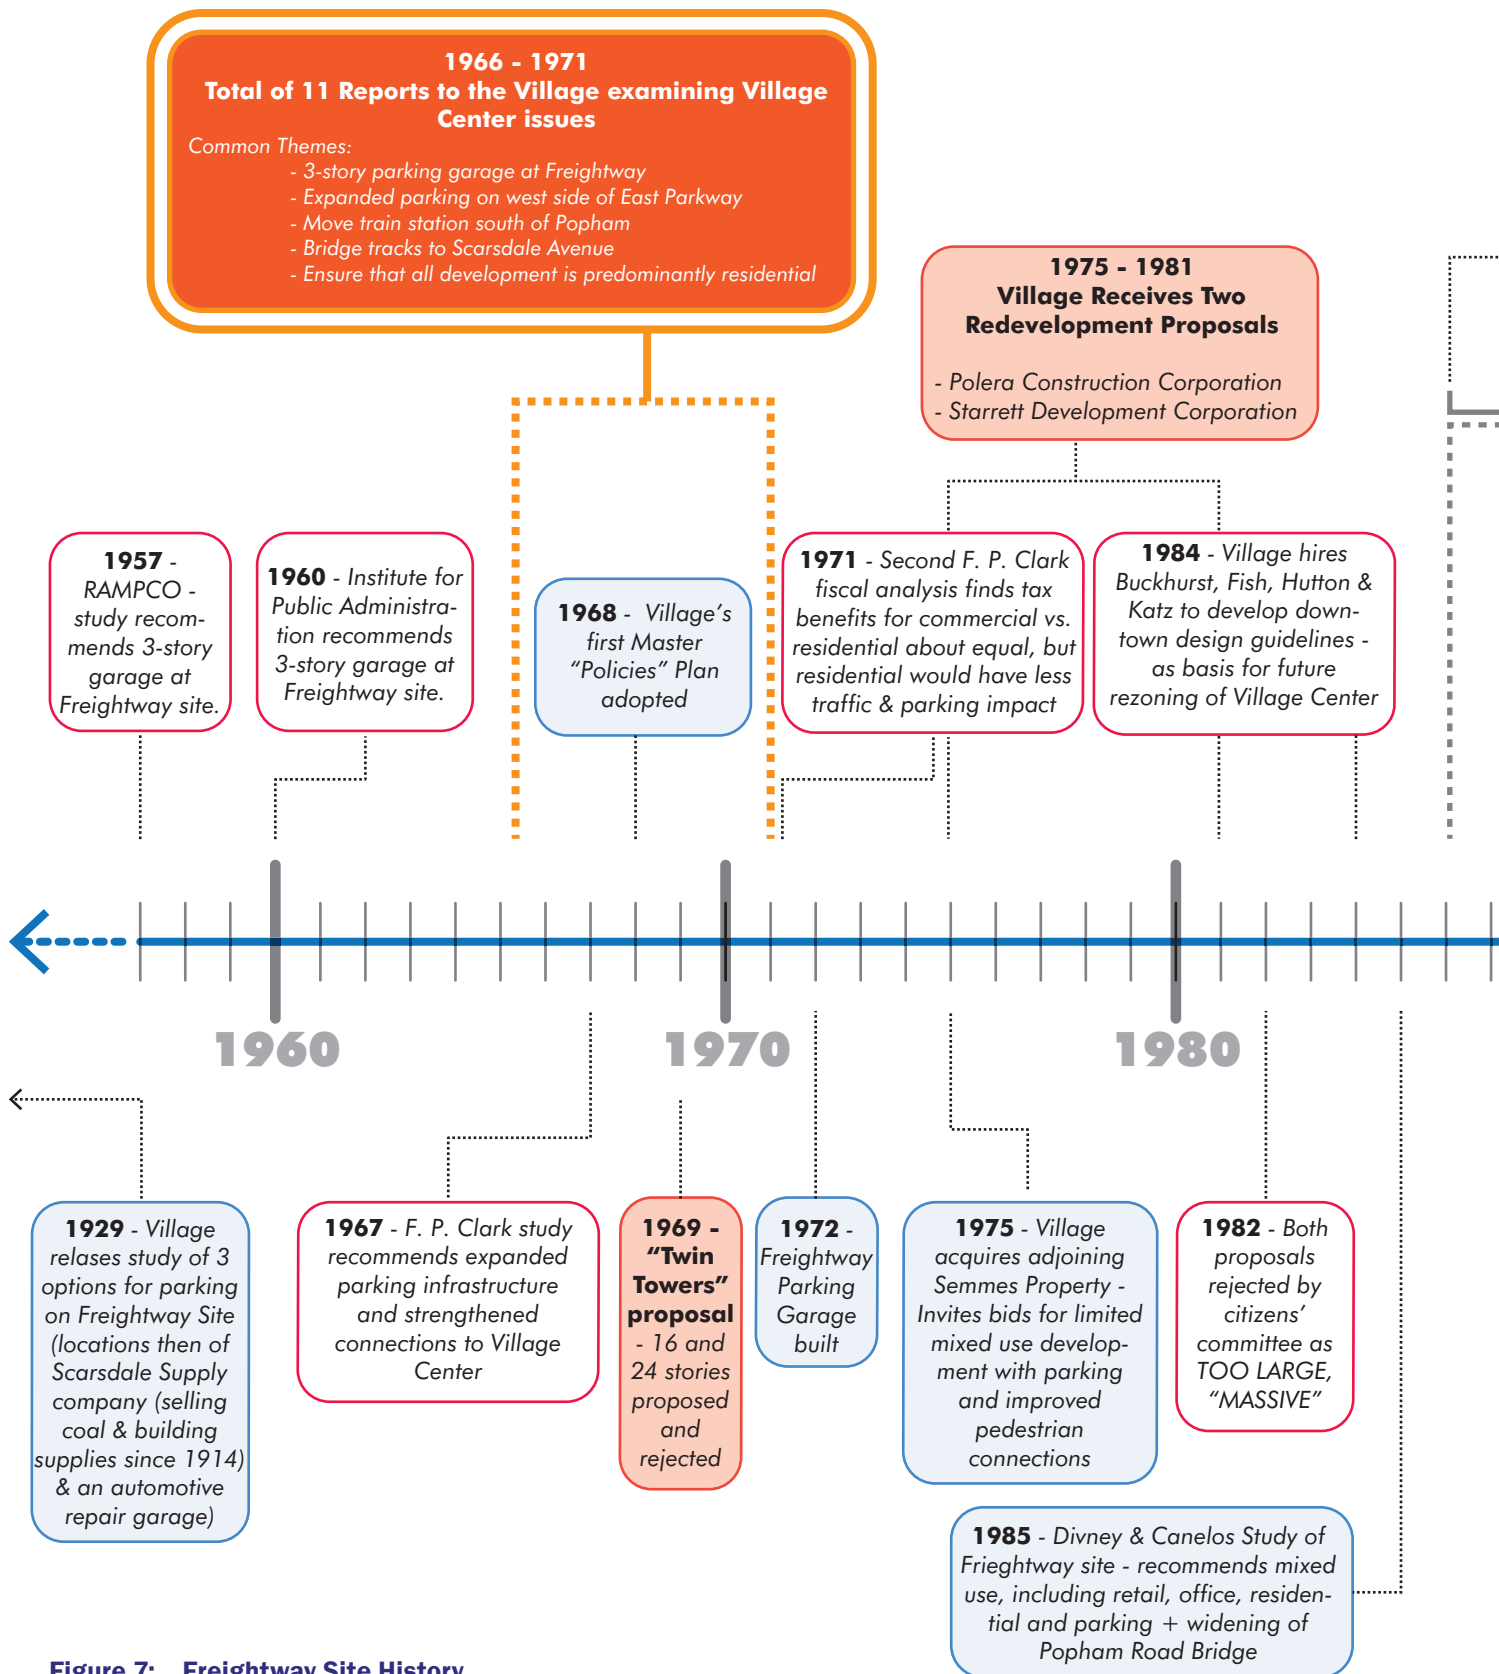 1966 - 1971
Total of 11 Reports to the Village examining Village
Center issues
Common Themes:
- 3-story parking garage at Freightway
- Expanded parking on west side of East Parkway
- Move train station south of Popham
- Bridge tracks to Scarsdale Avenue
- Ensure that all development is predominantly residential
1975 - 1981
Village Receives Two
Redevelopment Proposals
- Polera Construction Corporation
- Starrett Development Corporation
1957 -
RAMPCO -
study recom-
mends 3-story
garage at
Freightway site.
1960 - Institute for
Public Administra-
tion recommends
3-story garage at
Freightway site.
1968 - Village's
first Master
"Policies" Plan
adopted
1971 - Second F. P. Clark
fiscal analysis finds tax
benefits for commercial vs.
residential about equal, but
residential would have less
traffic & parking impact
1984 - Village hires
Buckhurst, Fish, Hutton &
Katz to develop down-
town design guidelines -
as basis for future
rezoning of Village Center
1960
1970
1980
1929 - Village
relases study of 3
options for parking
on Freightway Site
(locations then of
Scarsdale Supply
company (selling
coal & building
supplies since 1914)
& an automotive
repair garage)
1967 - F. P. Clark study
recommends expanded
parking infrastructure
and strengthened
connections to Village
Center
1969 -
"Twin
Towers"
proposal
- 16 and
24 stories
proposed
and
rejected
1972 -
Freightway
Parking
Garage
built
1975 - Village
acquires adjoining
Semmes Property -
Invites bids for limited
mixed use develop-
ment with parking
and improved
pedestrian
connections
1982 - Both
proposals
rejected by
citizens'
committee as
TOO LARGE,
"MASSIVE"
1985 - Divney & Canelos Study of
Frieghtway site - recommends mixed
use, including retail, office, residen-
tial and parking + widening of
Popham Road Bridge
Figure 7: Freightway Site History